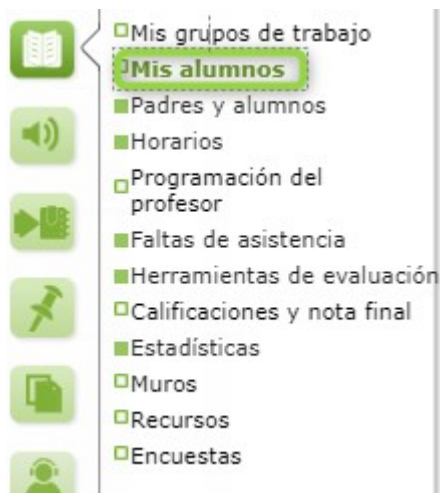 Mis grupos de trabajo
Mis alumnos
Padres y alumnos
Horarios
Programación del
profesor
Faltas de asistencia
Herramientas de evaluación
Calificaciones y nota final
Estadísticas
Muros
Recursos
Encuestas